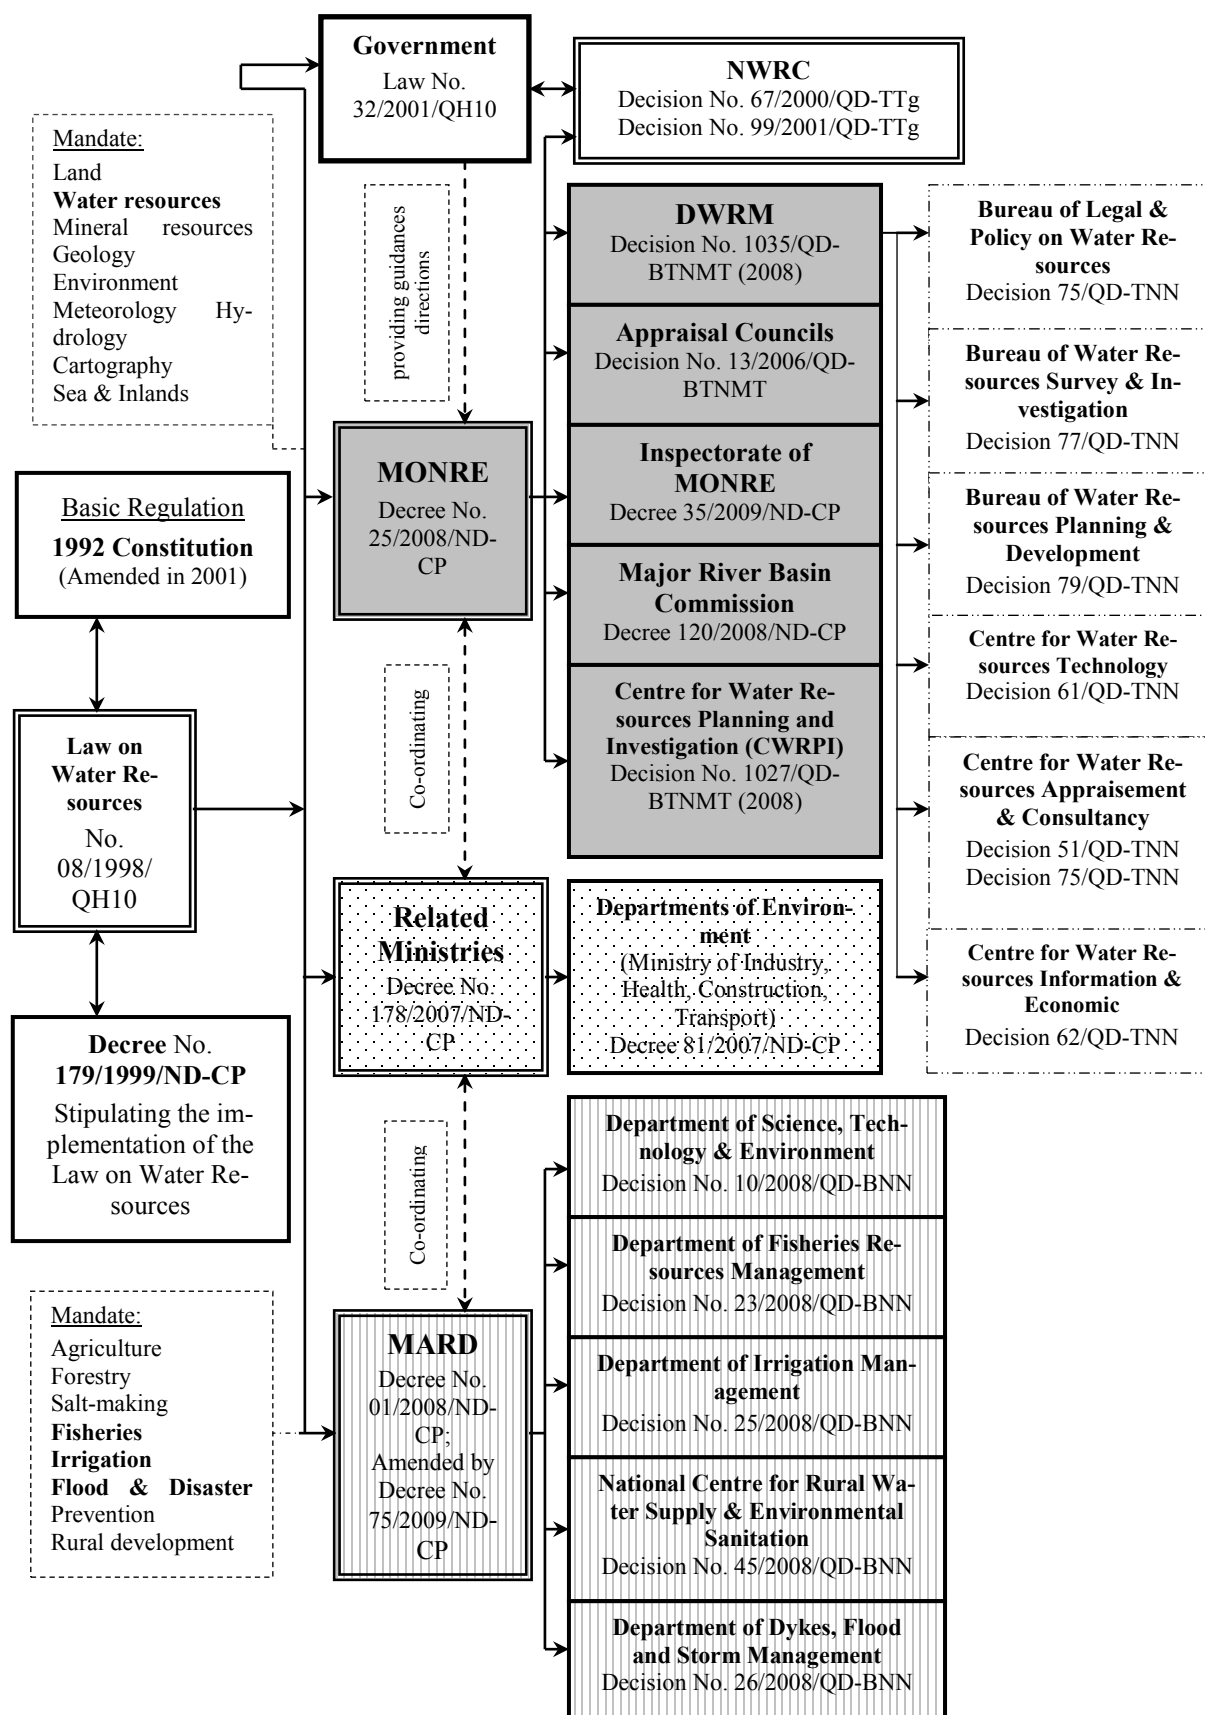 Government
Law No.
32/2001/QH10
NWRC
Decision No. 67/2000/QD-TTg
Decision No. 99/2001/QD-TTg
Mandate:
Land
Water resources
Mineral resources
Geology
Environment
Meteorology Hy-
drology
Cartography
Sea & Inlands
providing guidances
directions
DWRM
Decision No. 1035/QD-
BTNMT (2008)
Appraisal Councils
Decision No. 13/2006/QD-
BTNMT
Inspectorate of
MONRE
Decree 35/2009/ND-CP
Major River Basin
Commission
Decree 120/2008/ND-CP
Centre for Water Re-
sources Planning and
Investigation (CWRPI)
Decision No. 1027/QD-
BTNMT (2008)
Bureau of Legal &
Policy on Water Re-
sources
Decision 75/QD-TNN
Bureau of Water Re-
sources Survey & In-
vestigation
Decision 77/QD-TNN
Bureau of Water Re-
sources Planning &
Development
Decision 79/QD-TNN
Centre for Water Re-
sources Technology
Decision 61/QD-TNN
Centre for Water Re-
sources Appraisement
& Consultancy
Decision 51/QD-TNN
Decision 75/QD-TNN
Centre for Water Re-
sources Information &
Economic
Decision 62/QD-TNN
MONRE
Decree No.
25/2008/ND-
CP
Basic Regulation
1992 Constitution
(Amended in 2001)
Co-ordinating
Law on
Water Re-
sources
No.
08/1998/
QH10
Related
Ministries
Decree No.
178/2007/ND-
CP
Departments of Environ-
ment
(Ministry of Industry,
Health, Construction,
Transport)
Decree 81/2007/ND-CP
Decree No.
179/1999/ND-CP
Stipulating the im-
plementation of the
Law on Water Re-
sources
Co-ordinating
Department of Science, Tech-
nology & Environment
Decision No. 10/2008/QD-BNN
Department of Fisheries Re-
sources Management
Decision No. 23/2008/QD-BNN
Department of Irrigation Man-
agement
Decision No. 25/2008/QD-BNN
National Centre for Rural Wa-
ter Supply & Environmental
Sanitation
Decision No. 45/2008/QD-BNN
Department of Dykes, Flood
and Storm Management
Decision No. 26/2008/QD-BNN
Mandate:
Agriculture
Forestry
Salt-making
Fisheries
Irrigation
Flood & Disaster
Prevention
Rural development
MARD
Decree No.
01/2008/ND-
CP;
Amended by
Decree No.
75/2009/ND-
CP